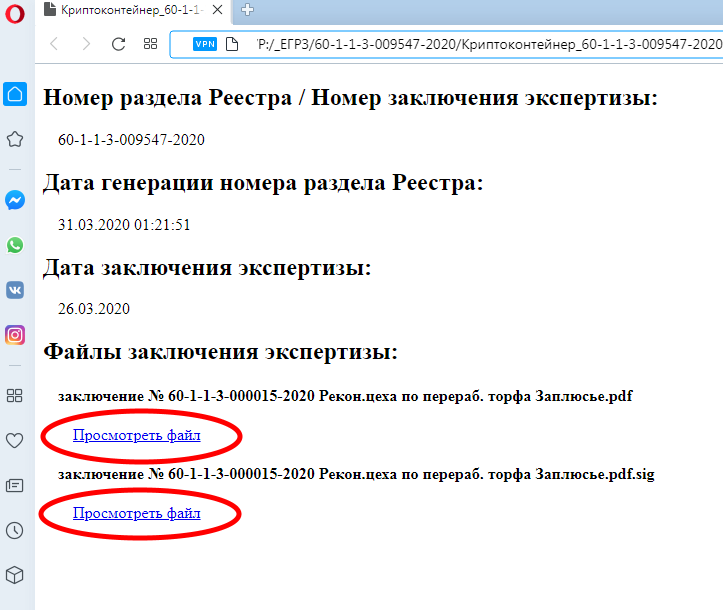 Криптоконтейнер_60-1-1-
VPN
P:/_ЕГРЗ/60-1-1-3-009547-2020/Криптоконтейнер_60-1-1-3-009547-2020
Номер раздела Реестра / Номер заключения экспертизы:
60-1-1-3-009547-2020
Дата генерации номера раздела Реестра:
31.03.2020 01:21:51
Дата заключения экспертизы:
26.03.2020
Файлы заключения экспертизы:
заключение № 60-1-1-3-000015-2020 Рекон.цеха по перераб. торфа Заплюсье.pdf
Просмотреть файл
заключение № 60-1-1-3-000015-2020 Рекон.цеха по перераб. торфа Заплюсье.pdf.sig
Просмотреть файл